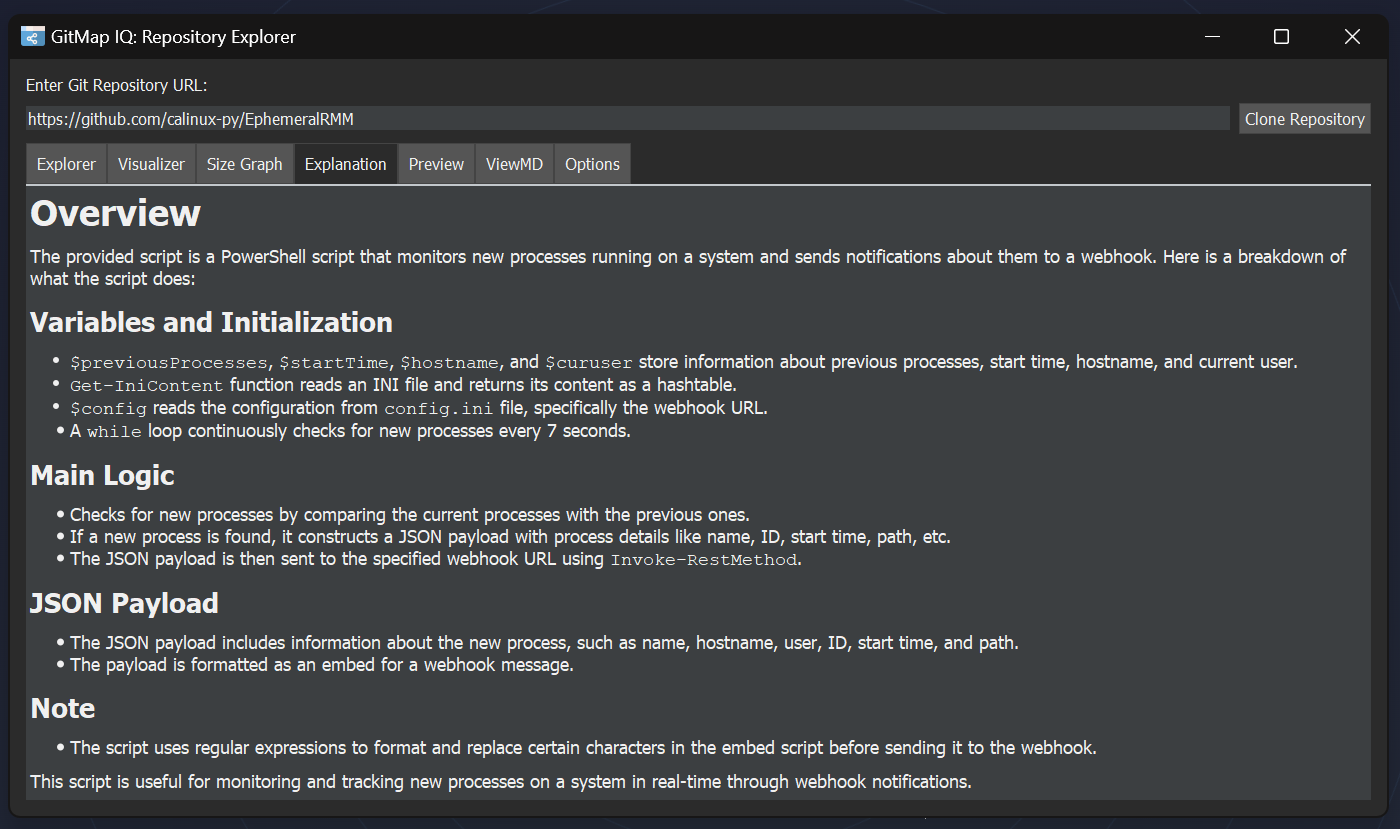 GitMap IQ: Repository Explorer
Enter Git Repository URL:
https://github.com/calinux-py/EphemeralRMM
Clone Repository
Explorer Visualizer Size Graph Explanation Preview ViewMD Options
Overview
The provided script is a PowerShell script that monitors new processes running on a system and sends notifications about them to a webhook. Here is a breakdown of
what the script does:
Variables and Initialization
• $previousProcesses, $startTime, $hostname, and $curuser store information about previous processes, start time, hostname, and current user.
• Get-IniContent function reads an INI file and returns its content as a hashtable.
• $config reads the configuration from config.ini file, specifically the webhook URL.
• A while loop continuously checks for new processes every 7 seconds.
Main Logic
• Checks for new processes by comparing the current processes with the previous ones.
• If a new process is found, it constructs a JSON payload with process details like name, ID, start time, path, etc.
• The JSON payload is then sent to the specified webhook URL using Invoke-RestMethod.
JSON Payload
• The JSON payload includes information about the new process, such as name, hostname, user, ID, start time, and path.
• The payload is formatted as an embed for a webhook message.
Note
• The script uses regular expressions to format and replace certain characters in the embed script before sending it to the webhook.
This script is useful for monitoring and tracking new processes on a system in real-time through webhook notifications.